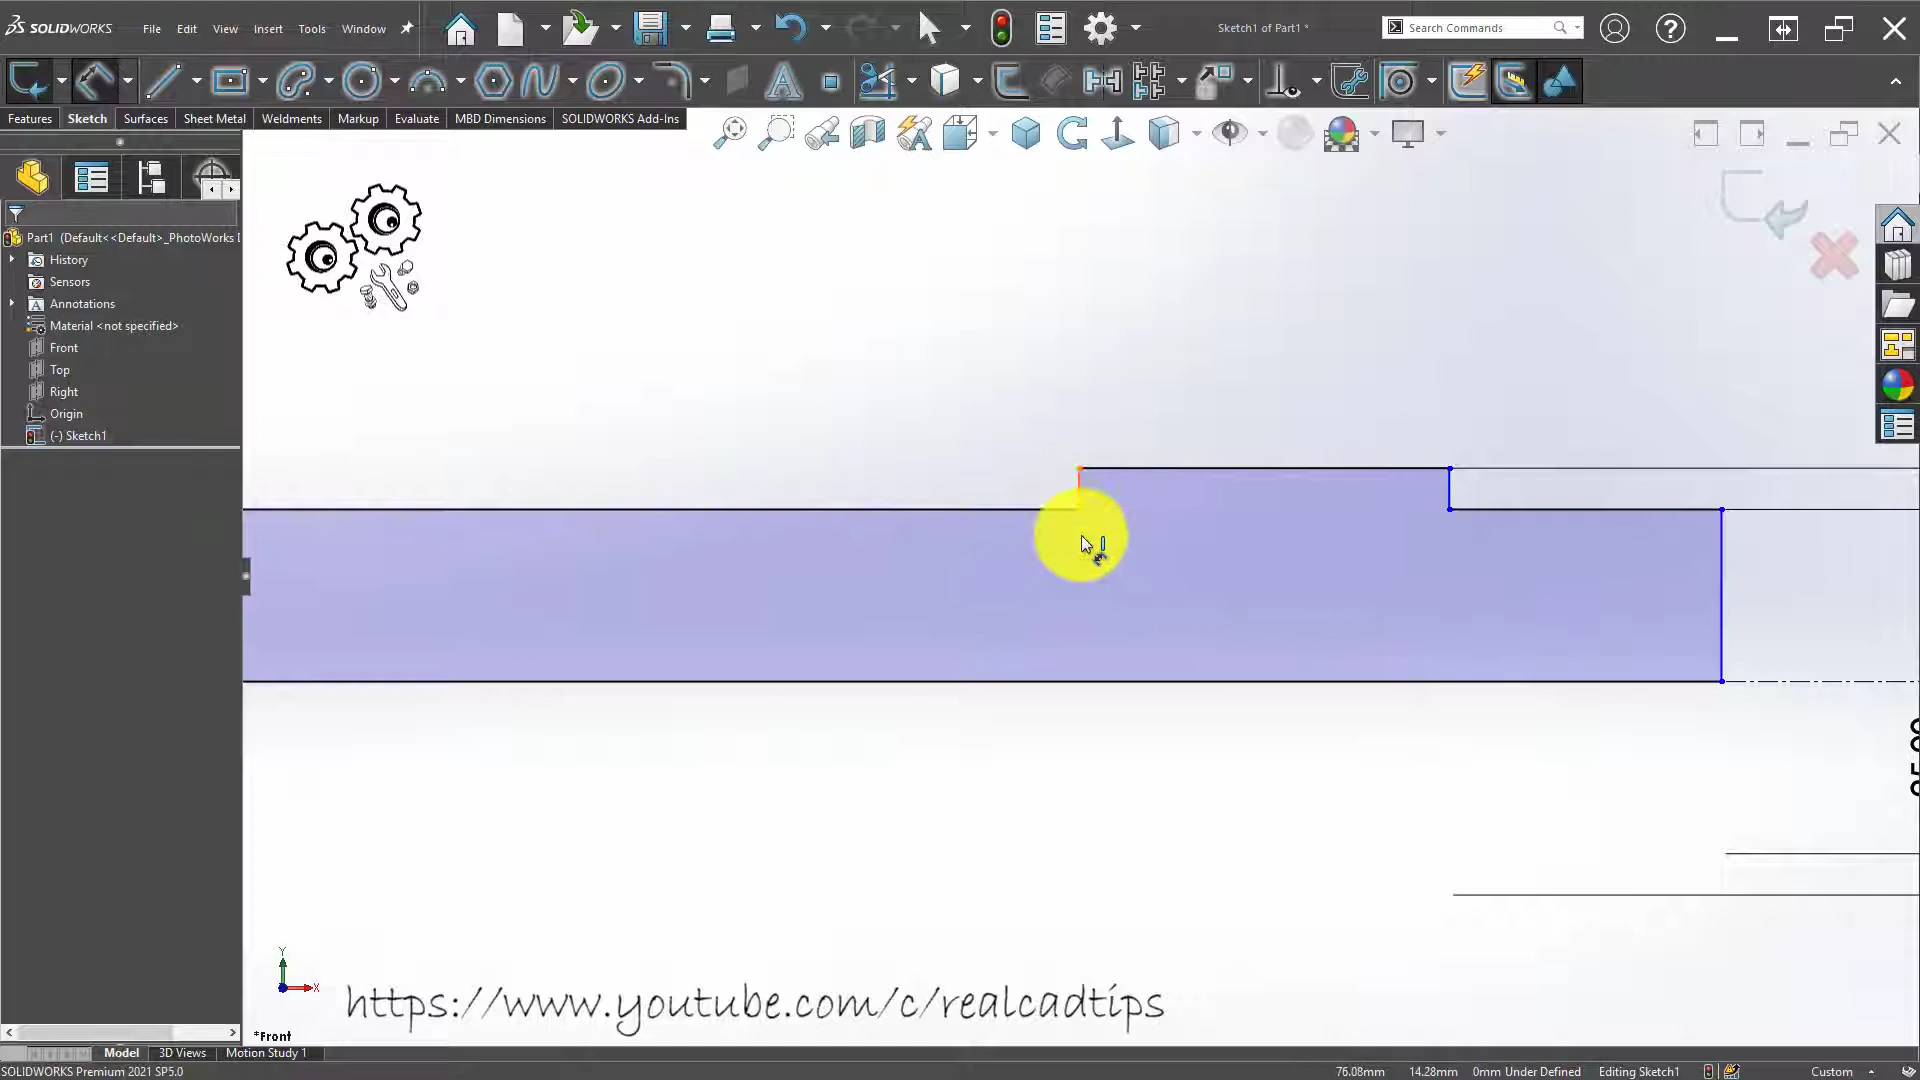 SOLIDWORKS File Edit View Insert Tools Window Sketch1 of Part1 * Search Commands
Features Sketch Surfaces Sheet Metal Weldments Markup Evaluate MBD Dimensions SOLIDWORKS Add-Ins
Part1 (Default<<Default>_PhotoWorks
History
Sensors
Annotations
Material <not specified>
Front
Top
Right
Origin
(-) Sketch1
Y
X
https://www.youtube.com/c/realcadtips
*Front
Model 3D Views Motion Study 1
SOLIDWORKS Premium 2021 SP5.0 76.08mm 14.28mm 0mm Under Defined Editing Sketch1 Custom